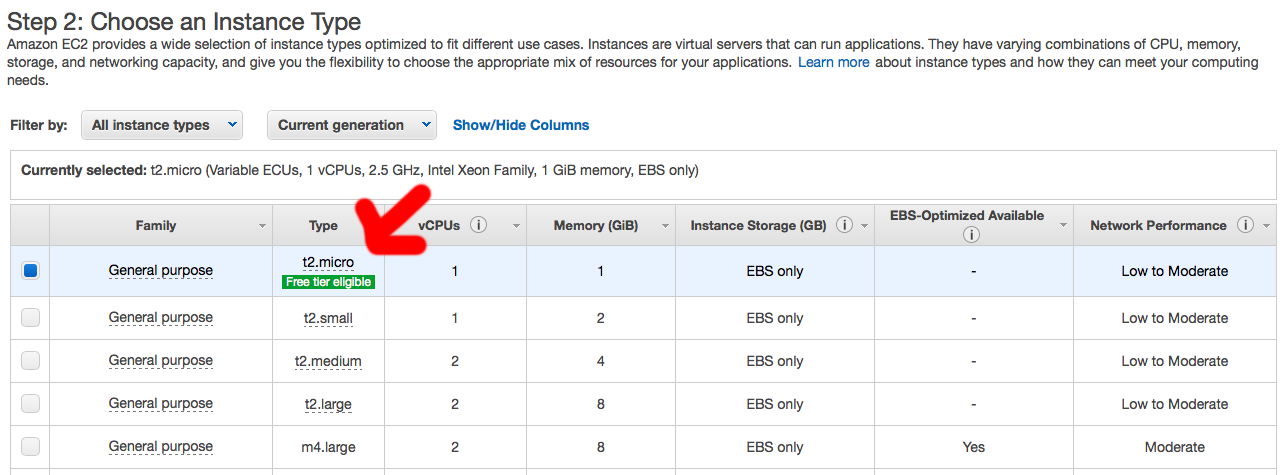 Step 2: Choose an Instance Type
Amazon EC2 provides a wide selection of instance types optimized to fit different use cases. Instances are virtual servers that can run applications. They have varying combinations of CPU, memory,
storage, and networking capacity, and give you the flexibility to choose the appropriate mix of resources for your applications. Learn more about instance types and how they can meet your computing
needs.
Filter by: All instance types Current generation Show/Hide Columns
Currently selected: t2.micro (Variable ECUs, 1 vCPUs, 2.5 GHz, Intel Xeon Family, 1 GiB memory, EBS only)
Family Type vCPUs Memory (GiB) Instance Storage (GB) EBS-Optimized Available Network Performance
General purpose t2.micro 1 1 EBS only - Low to Moderate
Free tier eligible
General purpose t2.small 1 2 EBS only - Low to Moderate
General purpose t2.medium 2 4 EBS only - Low to Moderate
General purpose t2.large 2 8 EBS only - Low to Moderate
General purpose m4.large 2 8 EBS only Yes Moderate